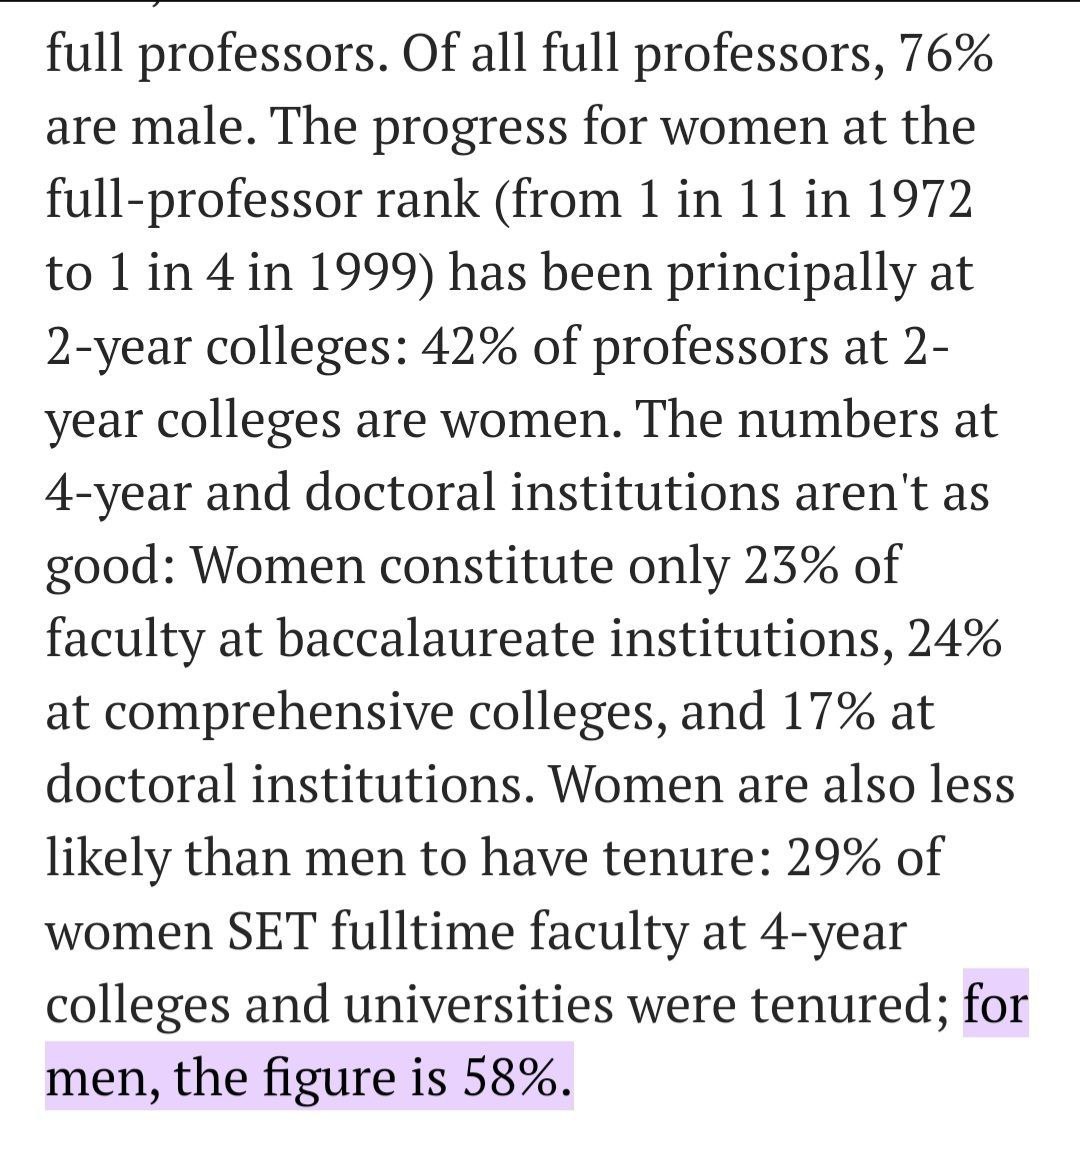 full professors. Of all full professors, 76%
are male. The progress for women at the
full-professor rank (from 1 in 11 in 1972
to 1 in 4 in 1999) has been principally at
2-year colleges: 42% of professors at 2-
year colleges are women. The numbers at
4-year and doctoral institutions aren't as
good: Women constitute only 23% of
faculty at baccalaureate institutions, 24%
at comprehensive colleges, and 17% at
doctoral institutions. Women are also less
likely than men to have tenure: 29% of
women SET fulltime faculty at 4-year
colleges and universities were tenured; for
men, the figure is 58%.